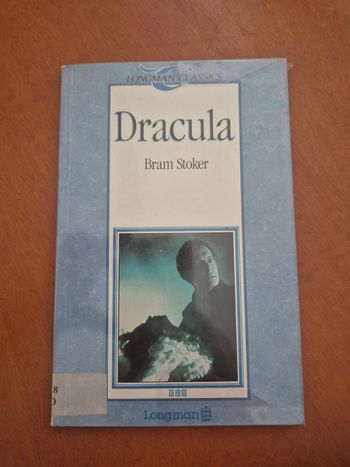 LONGMAN CLASSICS
Dracula
Bram Stoker
Longman